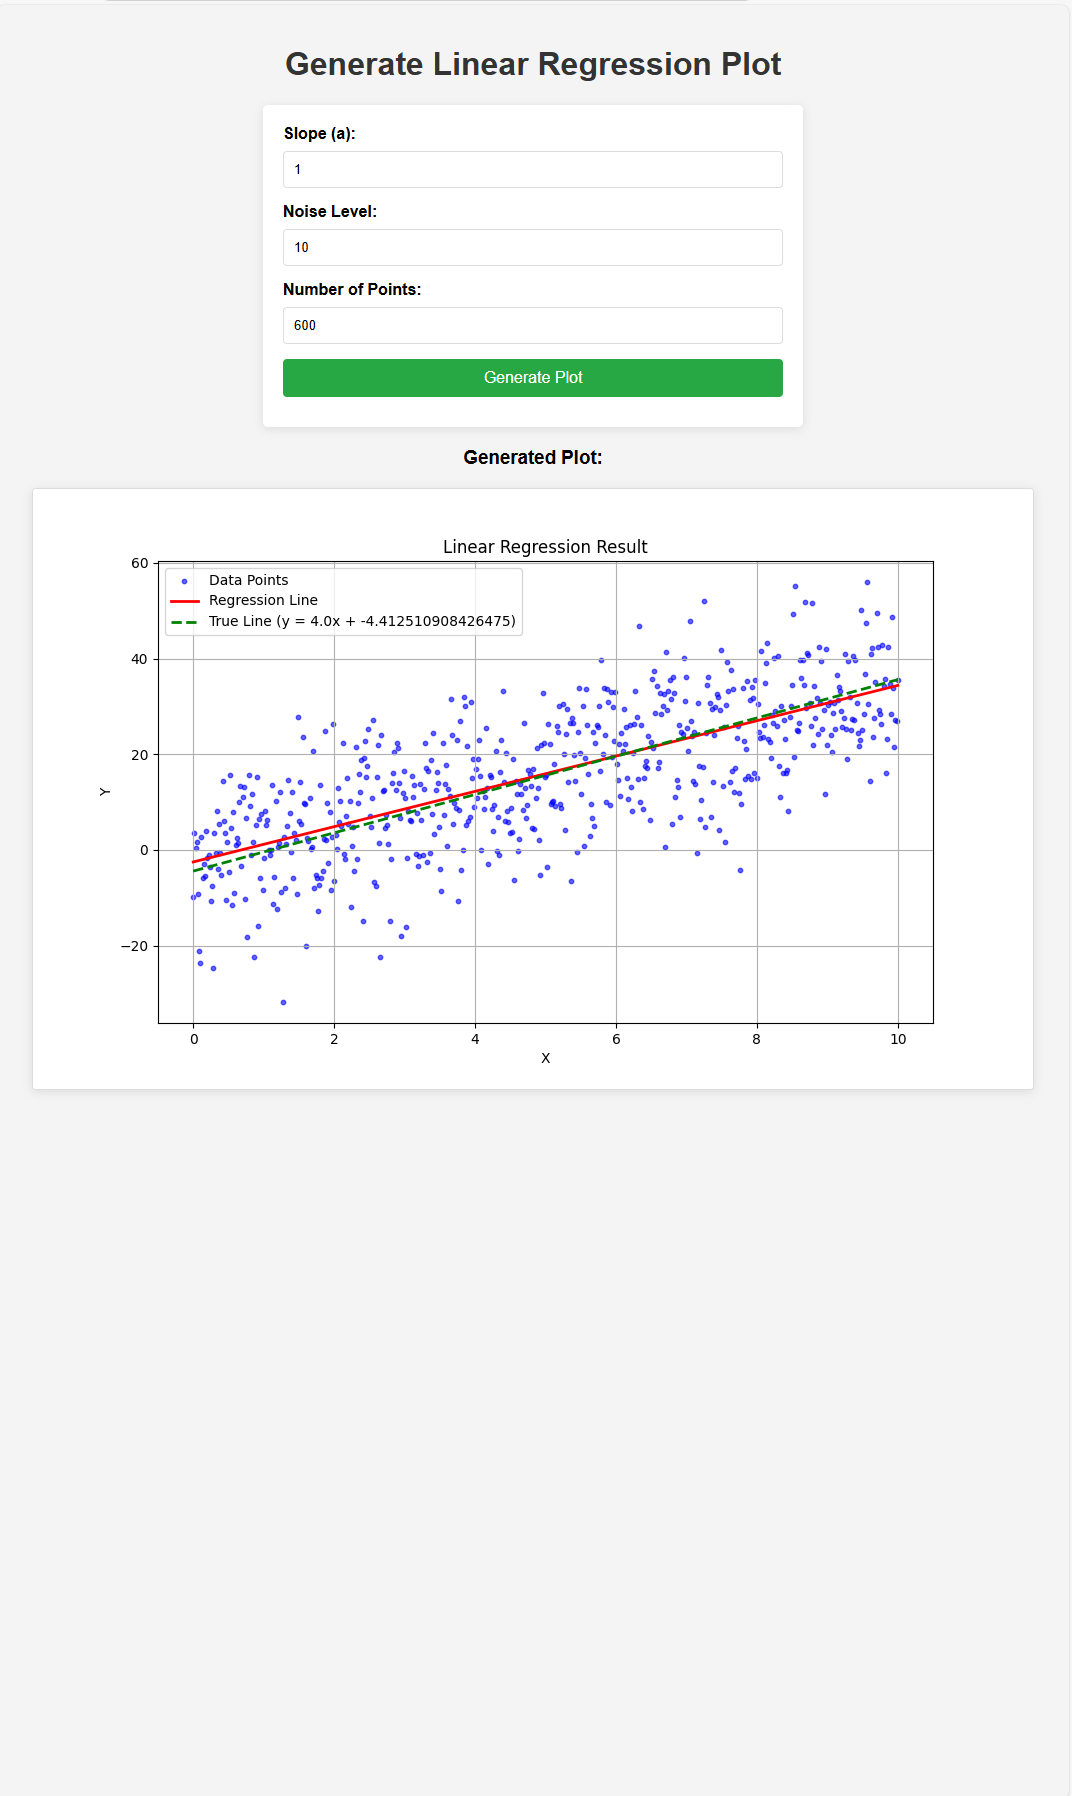 Generate Linear Regression Plot
Slope (a):
1
Noise Level:
10
Number of Points:
600
Generate Plot
Generated Plot:
Linear Regression Result
Data Points
Regression Line
True Line (y = 4.0x + -4.412510908426475)
60
40
20
0
−20
Y
0 2 4 6 8 10
X